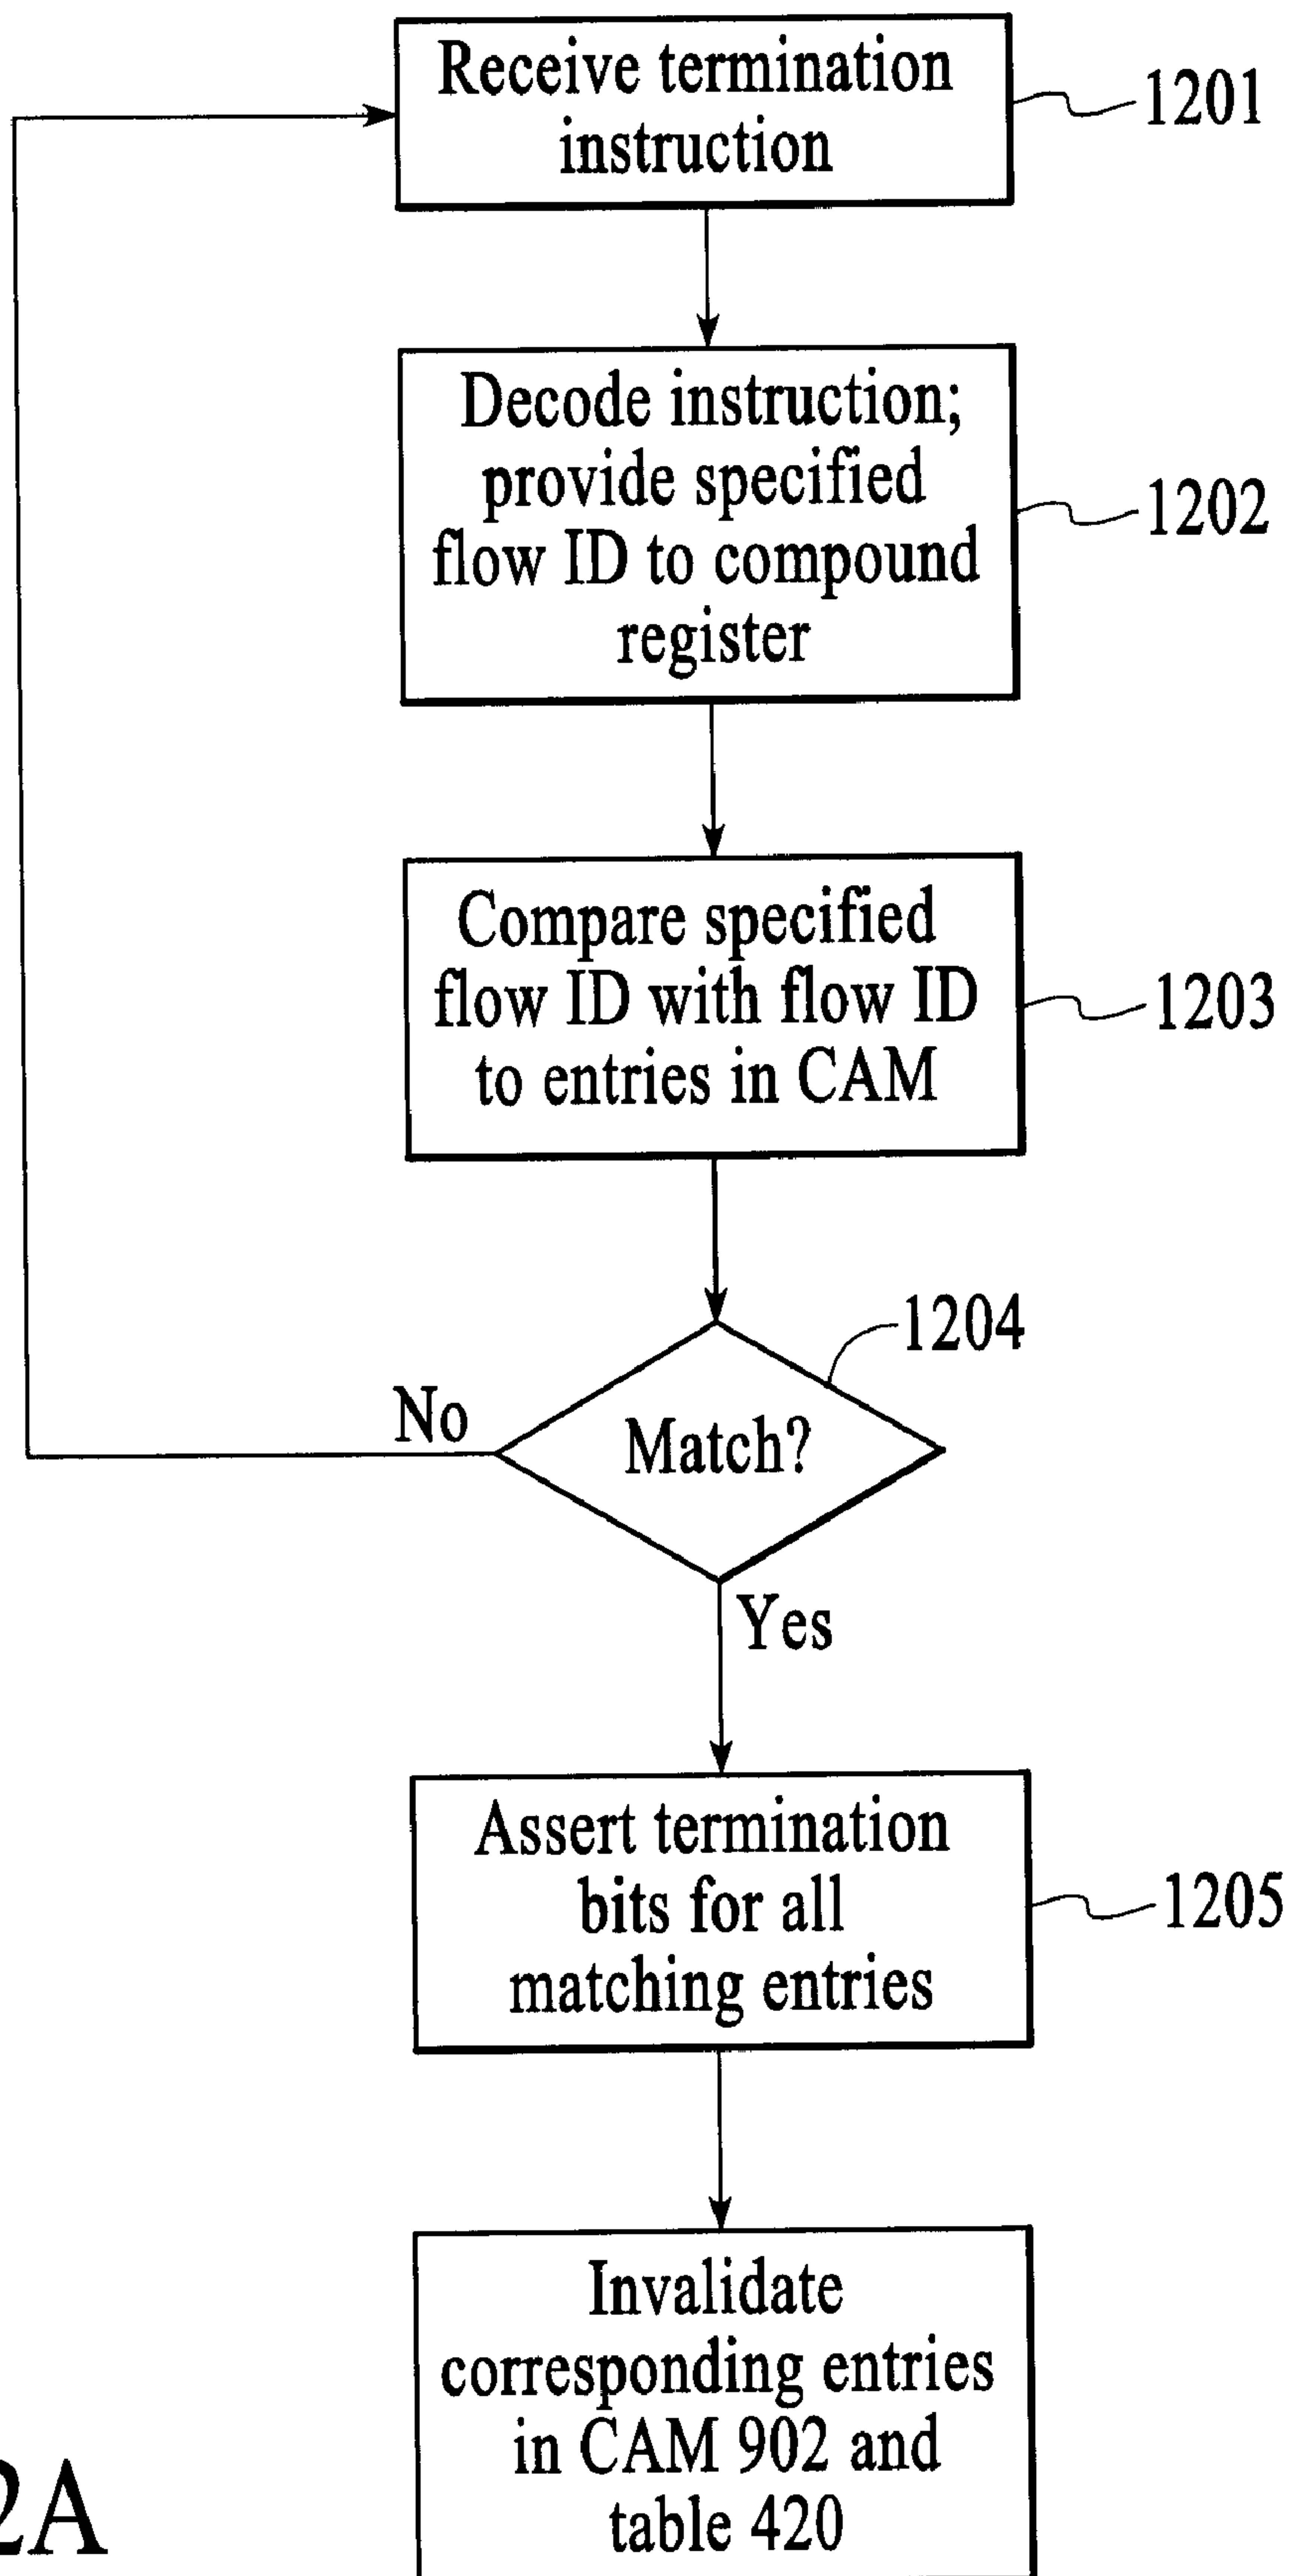 Receive termination
instruction
1201
Decode instruction;
provide specified
flow ID to compound
register
1202
Compare specified
flow ID with flow ID
to entries in CAM
1203
1204
No
Match?
Yes
Assert termination
bits for all
matching entries
1205
Invalidate
corresponding entries
in CAM 902 and
table 420
2A